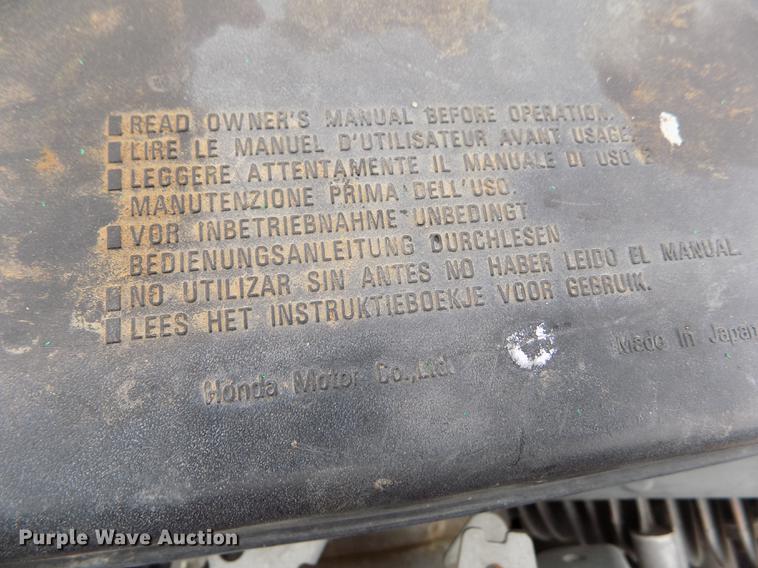 READ OWNER'S MANUAL BEFORE OPERATION.
LIRE LE MANUEL D'UTILISATEUR AVANT USAGE.
LEGGERE ATTENTAMENTE IL MANUALE DI USO E
MANUTENZIONE PRIMA DELL'USO.
VOR INBETRIEBNAHME UNBEDINGT
BEDIENUNGSANLEITUNG DURCHLESEN
NO UTILIZAR SIN ANTES NO HABER LEIDO EL MANUAL.
LEES HET INSTRUKTIEBOEKJE VOOR GEBRUIK.
Honda Motor Co.,Ltd.
Made In Japan
Purple Wave Auction